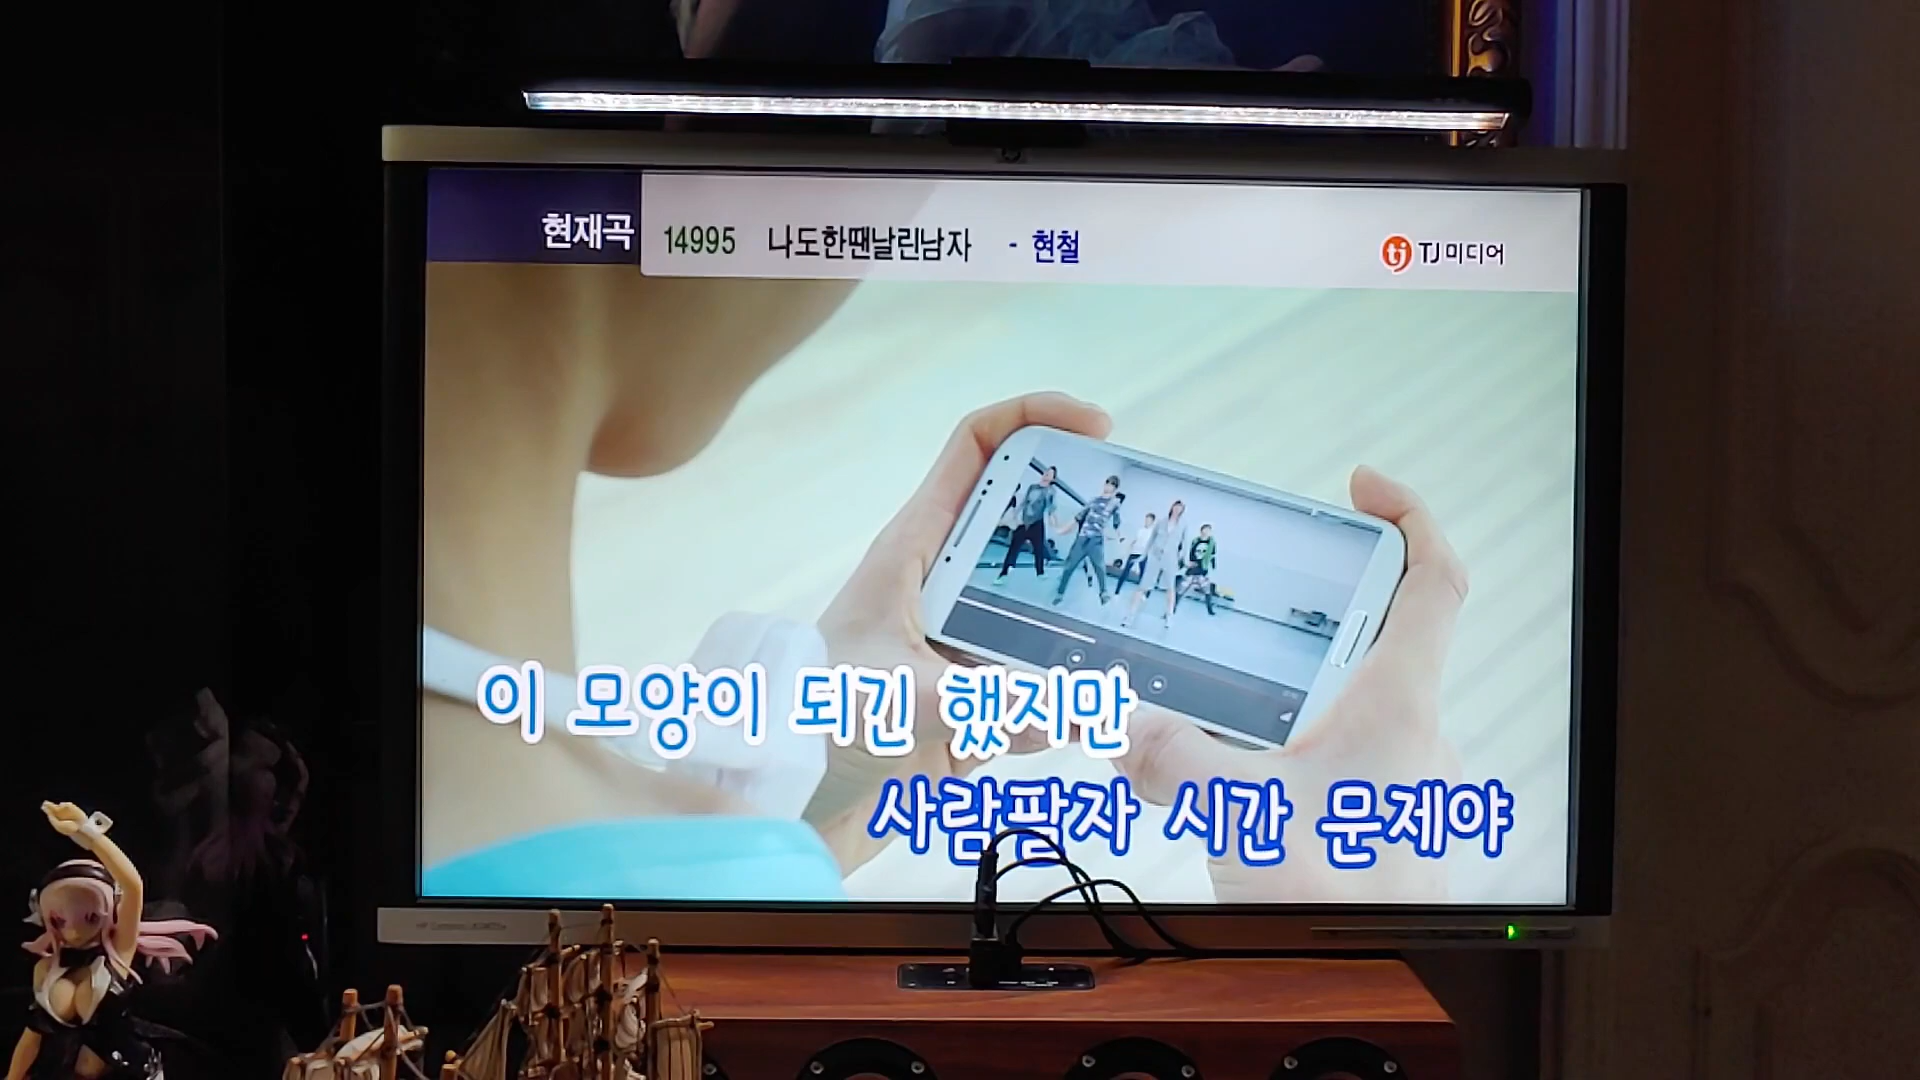 현재곡 14995 나도한땐날린남자 - 현철 tj TJ미디어
이 모양이 되긴 했지만
사람팔자 시간 문제야